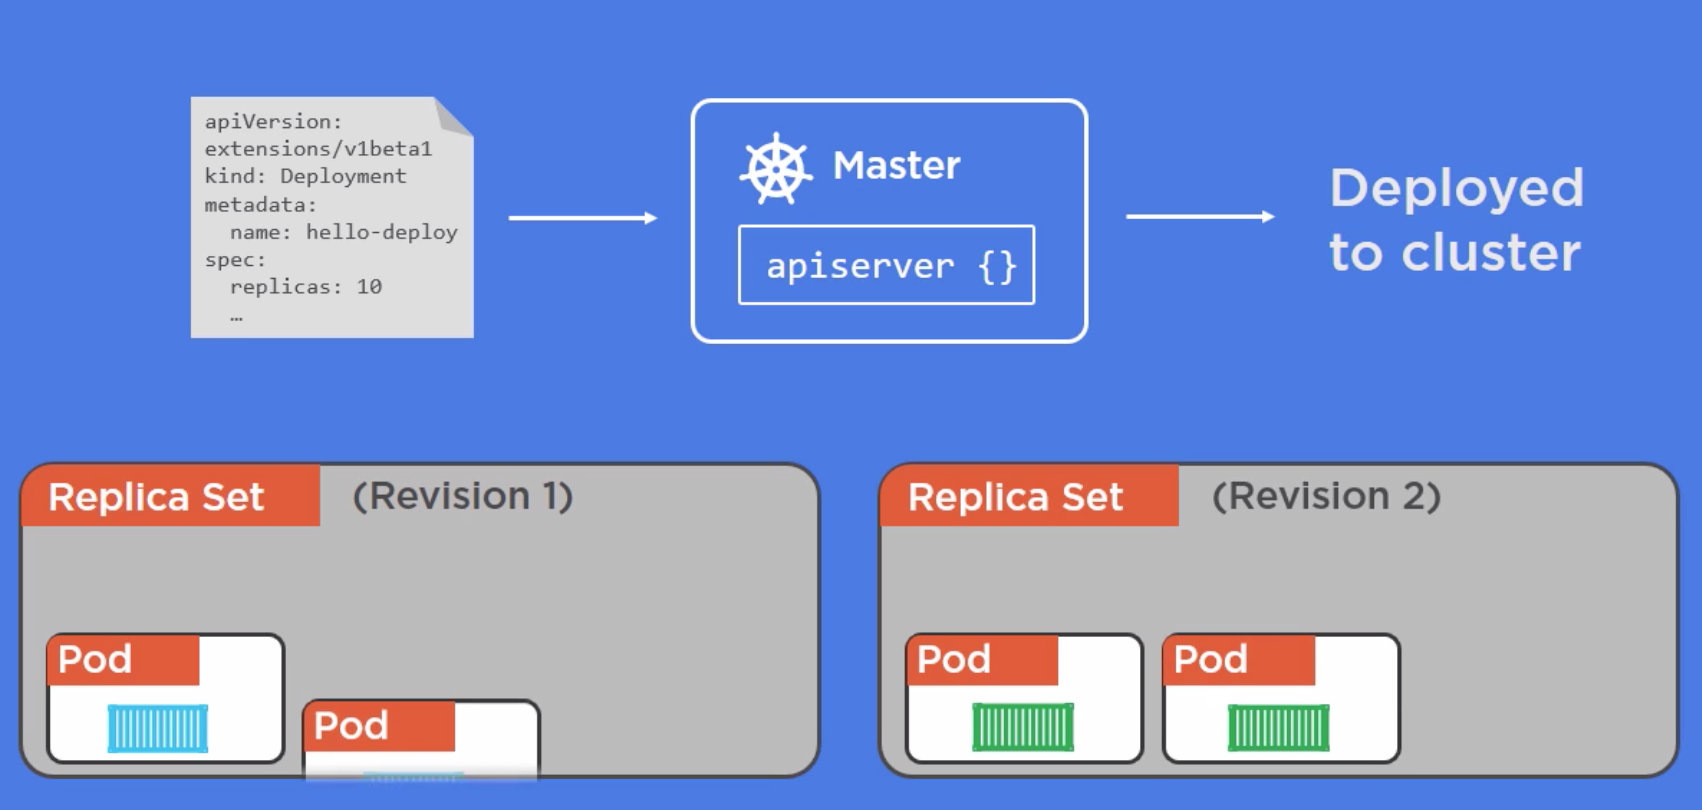 apiVersion:
extensions/v1beta1
kind: Deployment
metadata:
  name: hello-deploy
spec:
  replicas: 10
  …
Master
apiserver {}
Deployed
to cluster
Replica Set (Revision 1)
Pod
Pod
Replica Set (Revision 2)
Pod
Pod